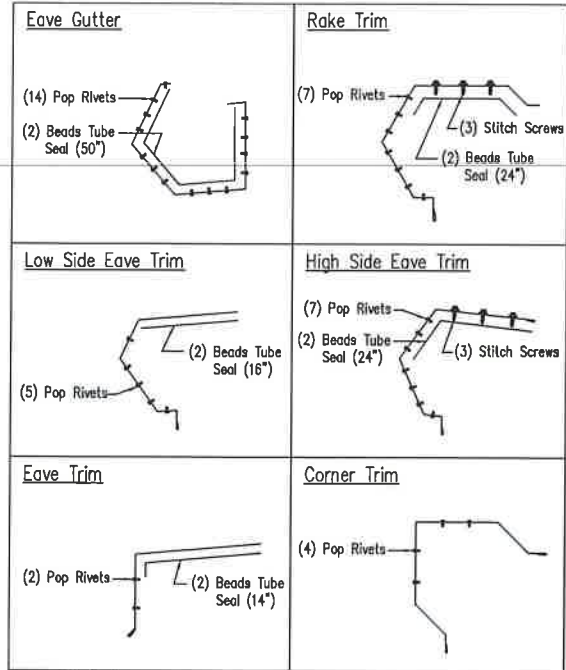 Eave Gutter
(14) Pop Rivets
(2) Beads Tube
Seal (50")
Rake Trim
(7) Pop Rivets
(3) Stitch Screws
(2) Beads Tube
Seal (24")
Low Side Eave Trim
(2) Beads Tube
Seal (16")
(5) Pop Rivets
High Side Eave Trim
(7) Pop Rivets
(2) Beads Tube
Seal (24")
(3) Stitch Screws
Eave Trim
(2) Pop Rivets
(2) Beads Tube
Seal (14")
Corner Trim
(4) Pop Rivets